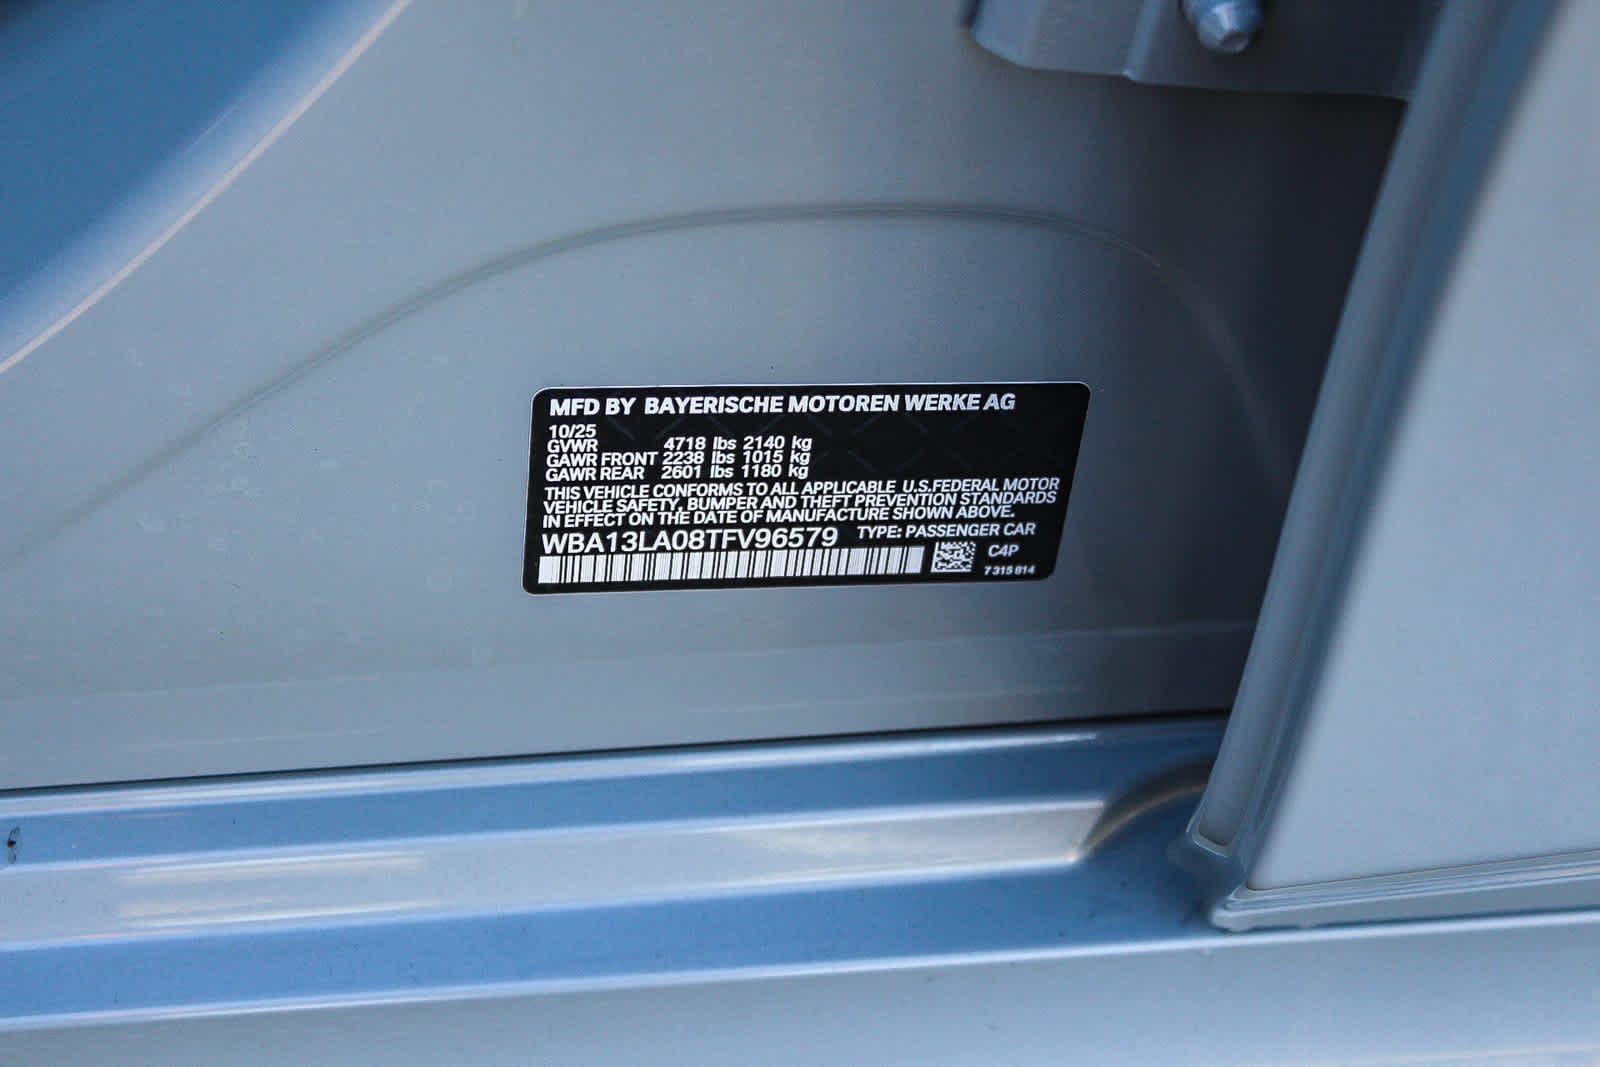 MFD BY BAYERISCHE MOTOREN WERKE AG
10/25
GVWR 4718 lbs 2140 kg
GAWR FRONT 2238 lbs 1015 kg
GAWR REAR 2601 lbs 1180 kg
THIS VEHICLE CONFORMS TO ALL APPLICABLE U.S.FEDERAL MOTOR
VEHICLE SAFETY, BUMPER AND THEFT PREVENTION STANDARDS
IN EFFECT ON THE DATE OF MANUFACTURE SHOWN ABOVE.
WBA13LA08TFV96579 TYPE: PASSENGER CAR
C4P
7 315 814